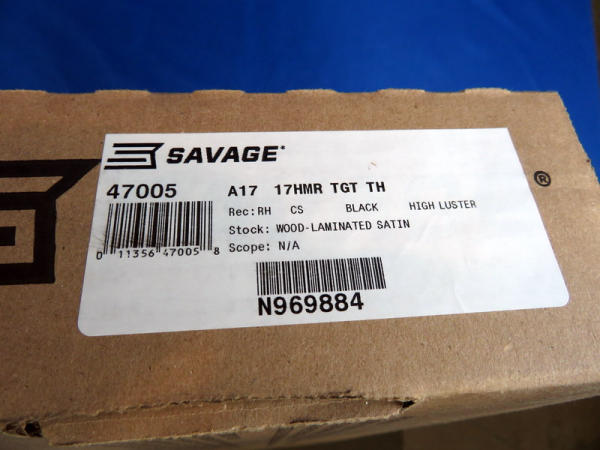 SAVAGE®
47005 A17 17HMR TGT TH
Rec: RH CS BLACK HIGH LUSTER
Stock: WOOD-LAMINATED SATIN
Scope: N/A
0 11356 47005 8
N969884
®